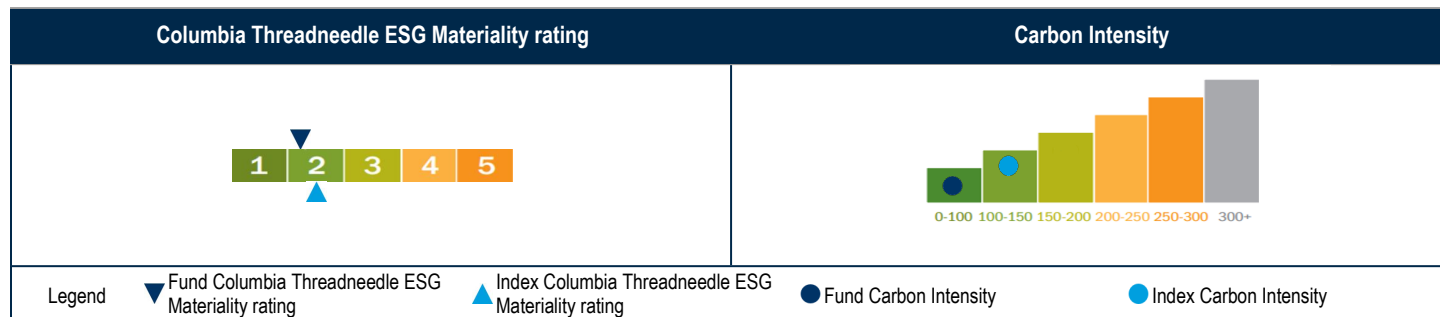 Columbia Threadneedle ESG Materiality rating
Carbon Intensity
1 2 3 4 5
0-100 100-150 150-200 200-250 250-300 300+
Legend
Fund Columbia Threadneedle ESG
Materiality rating
Index Columbia Threadneedle ESG
Materiality rating
Fund Carbon Intensity
Index Carbon Intensity